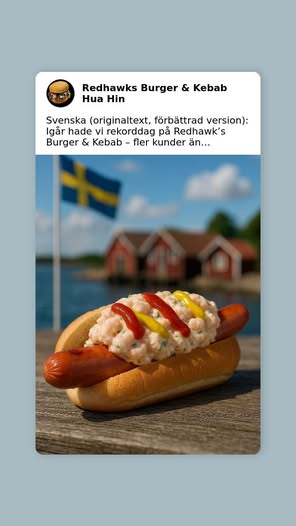 Redhawks Burger & Kebab
Hua Hin
Svenska (originaltext, förbättrad version):
Igår hade vi rekorddag på Redhawk’s
Burger & Kebab – fler kunder än...